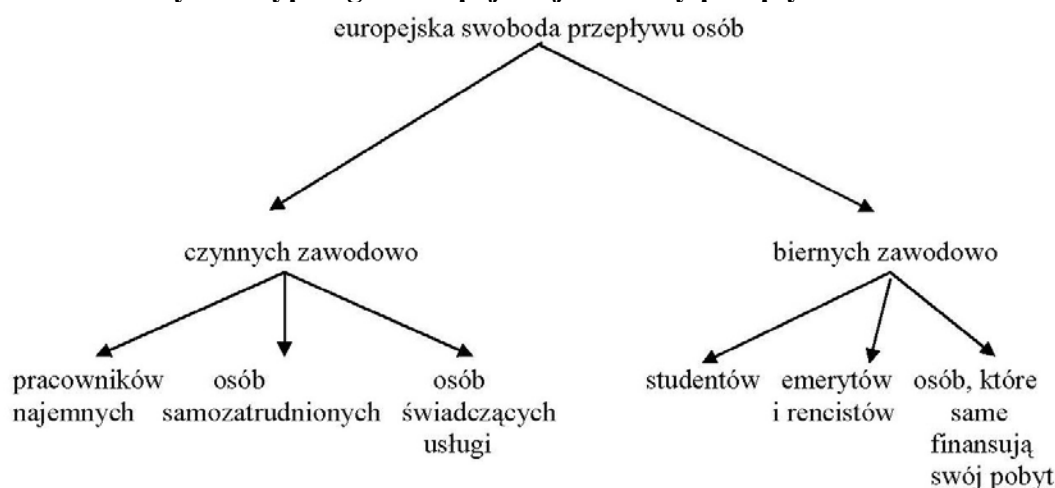 europejska swoboda przepływu osób
czynnych zawodowo
biernych zawodowo
pracowników
najemnych
osób
samozatrudnionych
osób
świadczących
usługi
studentów
emerytów
i rencistów
osób, które
same
finansują
swój pobyt